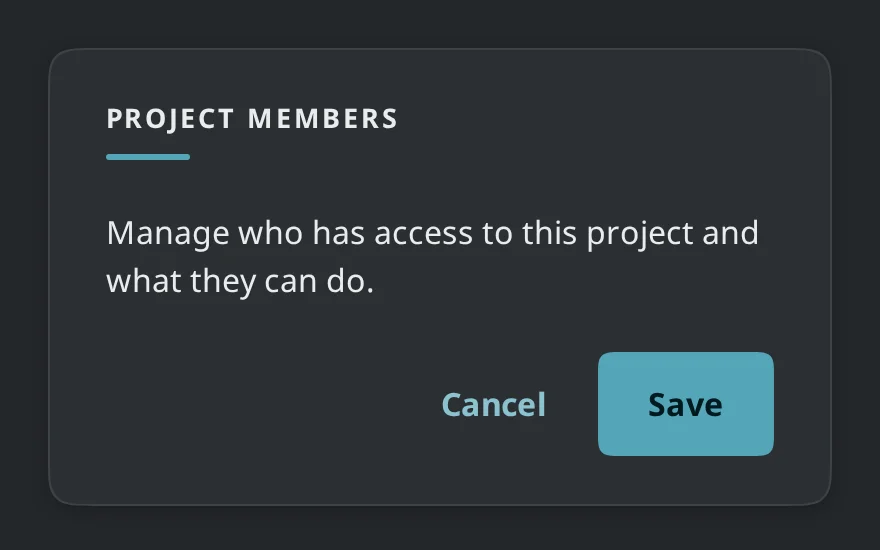 PROJECT MEMBERS
Manage who has access to this project and
what they can do.
Cancel
Save